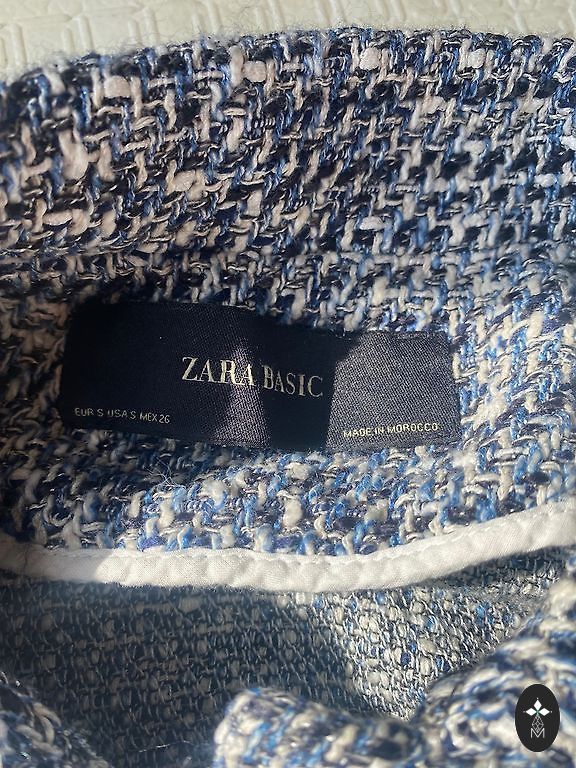 ZARA BASIC
EUR S USA S MEX 26
MADE IN MOROCCO